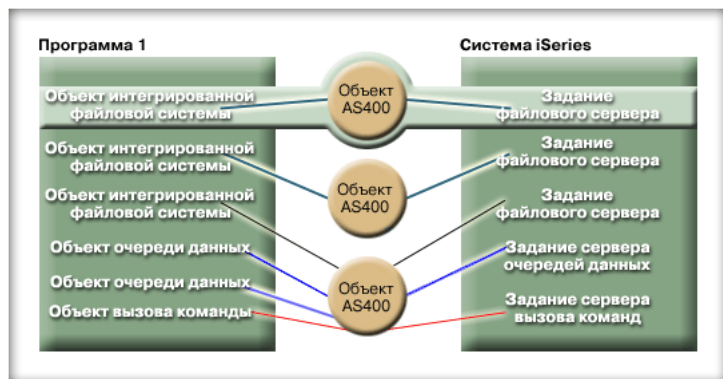 Программа 1
Система iSeries
Объект интегрированной
файловой системы
Объект
AS400
Задание
файлового сервера
Объект интегрированной
файловой системы
Объект
AS400
Задание
файлового сервера
Объект интегрированной
файловой системы
Задание
файлового сервера
Объект очереди данных
Объект
AS400
Задание сервера
очередей данных
Объект очереди данных
Объект вызова команды
Задание сервера
вызова команд